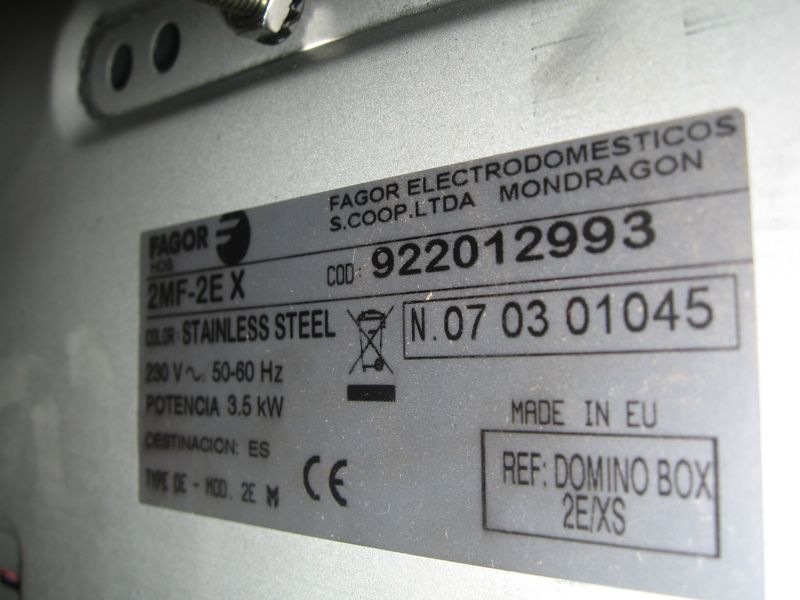 FAGOR
HOB
FAGOR ELECTRODOMESTICOS
S.COOP.LTDA MONDRAGON
2MF-2E X
COD: 922012993
COLOR: STAINLESS STEEL
N. 07 03 01045
230 V ~, 50-60 Hz
POTENCIA 3.5 kW
MADE IN EU
DESTINACION: ES
TYPE DE - MOD. 2E M
CE
REF: DOMINO BOX
2E/XS